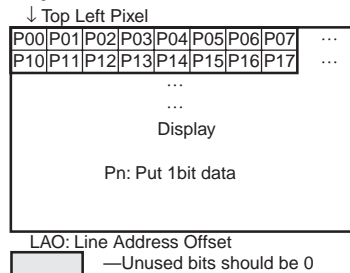 ↓ Top Left Pixel
P00 P01 P02 P03 P04 P05 P06 P07 ⋯
P10 P11 P12 P13 P14 P15 P16 P17 ⋯
⋯
⋯
Display
Pn: Put 1bit data
LAO: Line Address Offset
—Unused bits should be 0